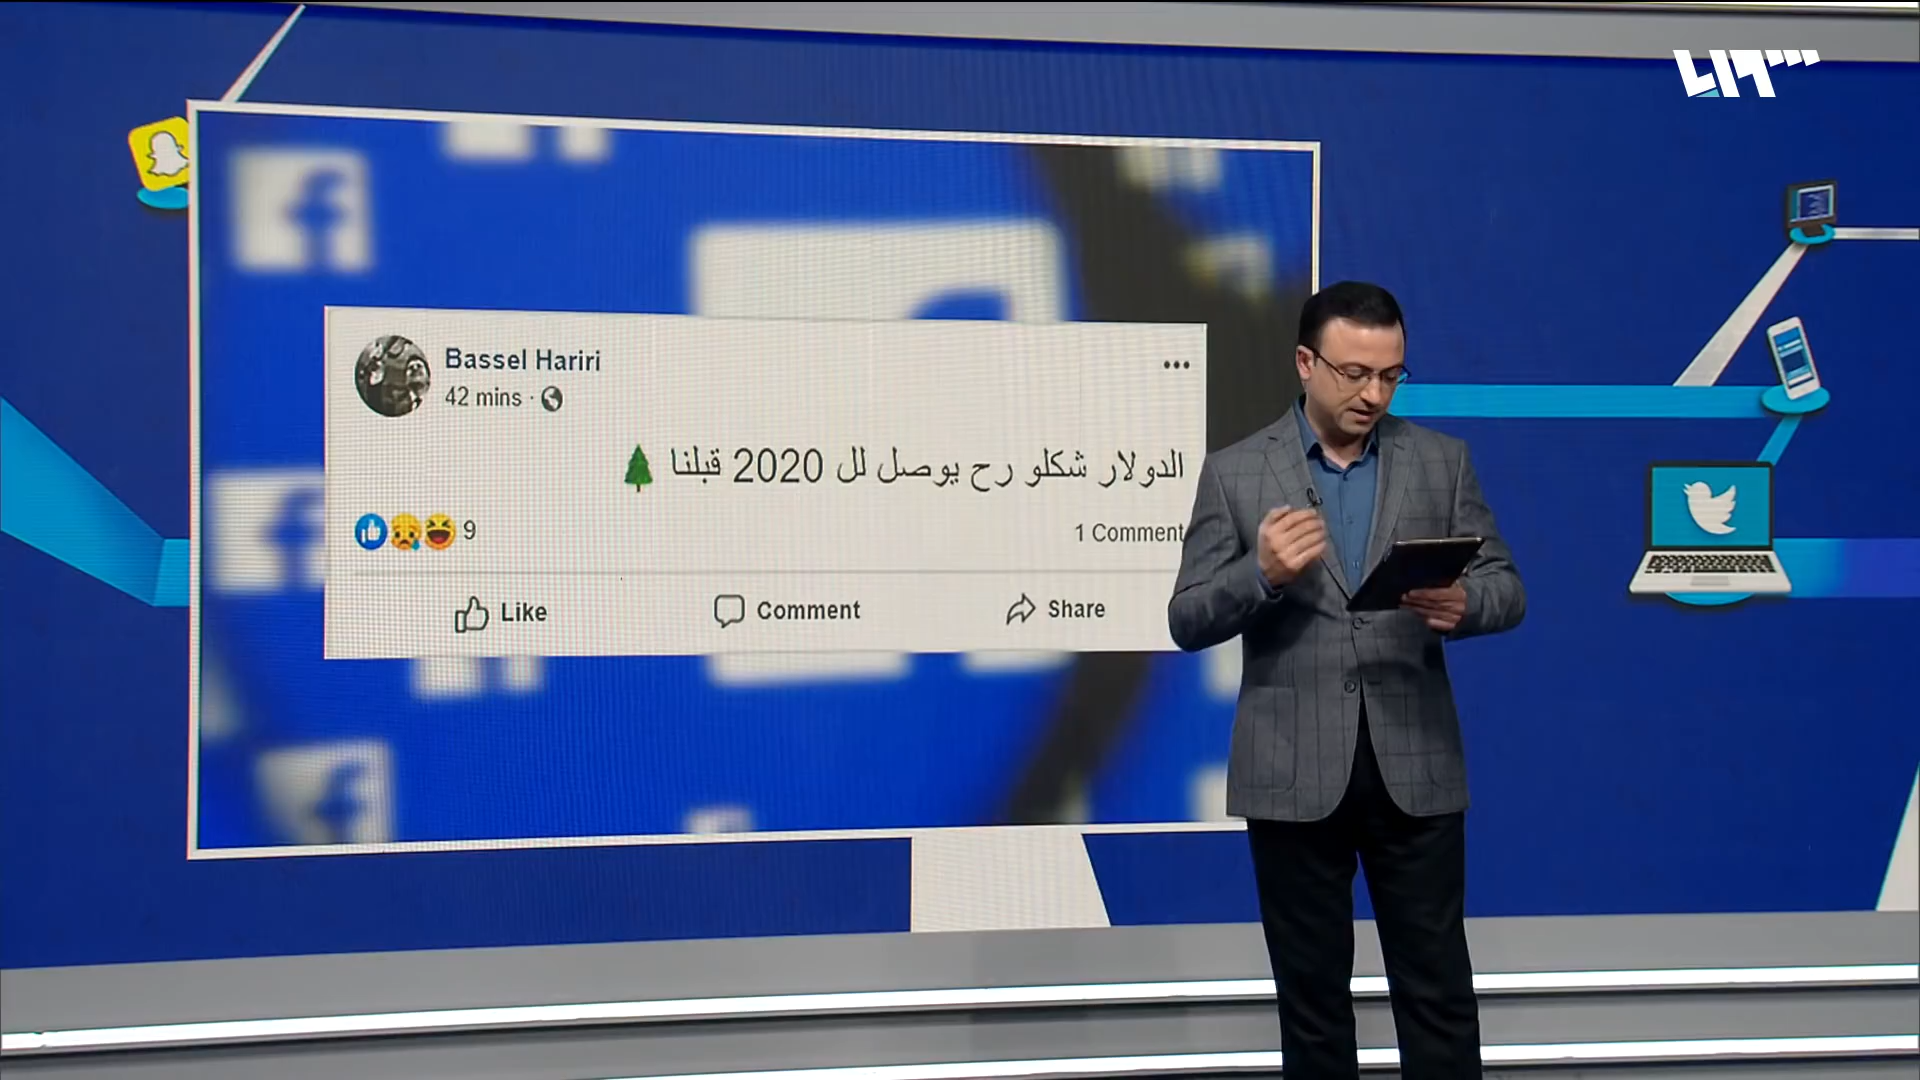 Bassel Hariri
42 mins ·
الدولار شكلو رح يوصل لل 2020 قبلنا
9
1 Comment
Like
Comment
Share